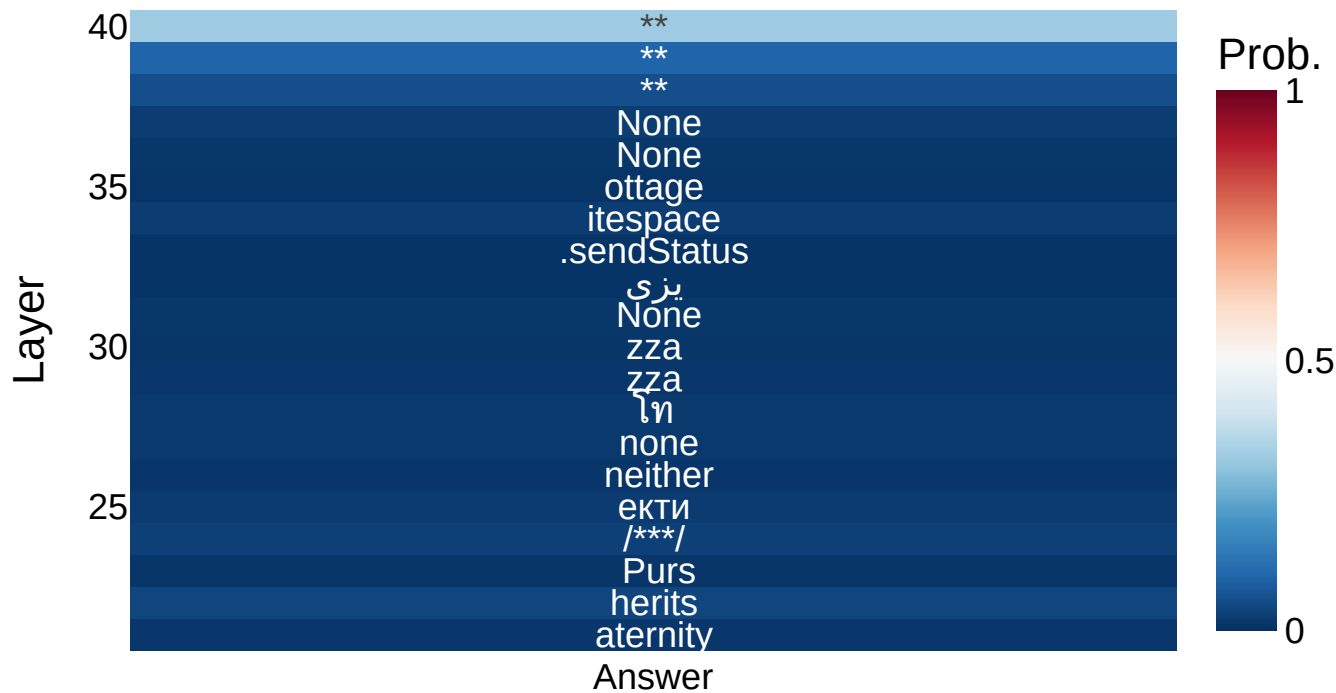 40
**
**
**
None
None
35
ottage
itespace
.sendStatus
یزی
None
30
zza
zza
โท
none
neither
25
екти
/***/
Purs
herits
aternity
Layer
Answer
Prob.
1
0.5
0